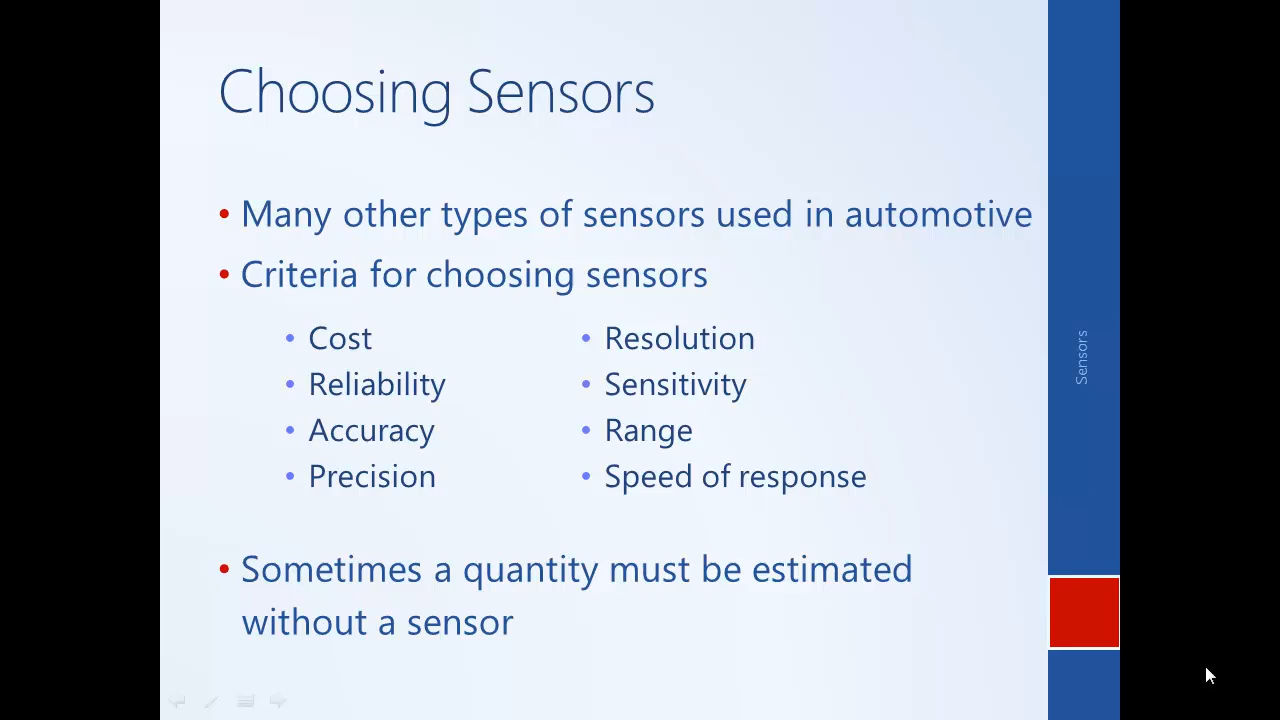 Choosing Sensors
• Many other types of sensors used in automotive
• Criteria for choosing sensors
• Cost
• Reliability
• Accuracy
• Precision
• Resolution
• Sensitivity
• Range
• Speed of response
• Sometimes a quantity must be estimated
without a sensor
Sensors